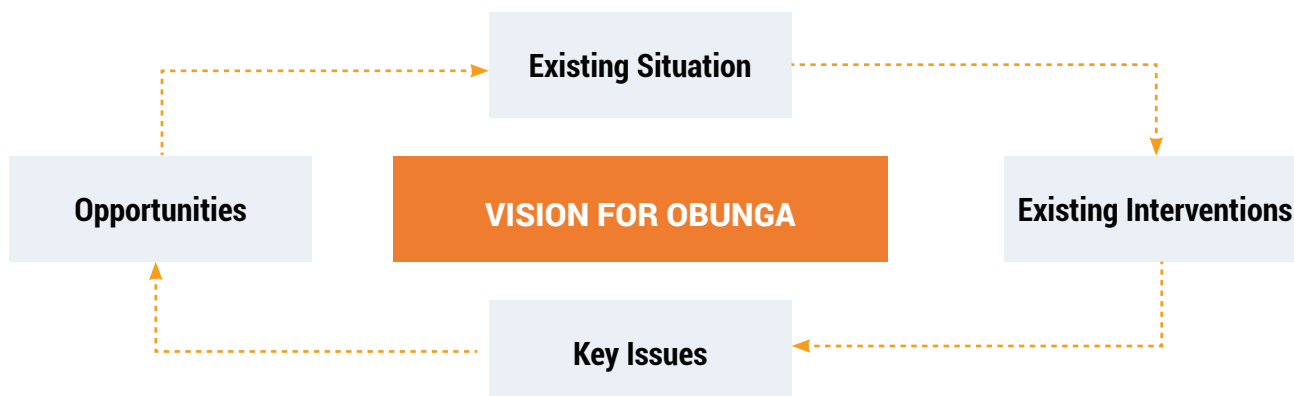 Existing Situation
Opportunities
VISION FOR OBUNGA
Existing Interventions
Key Issues